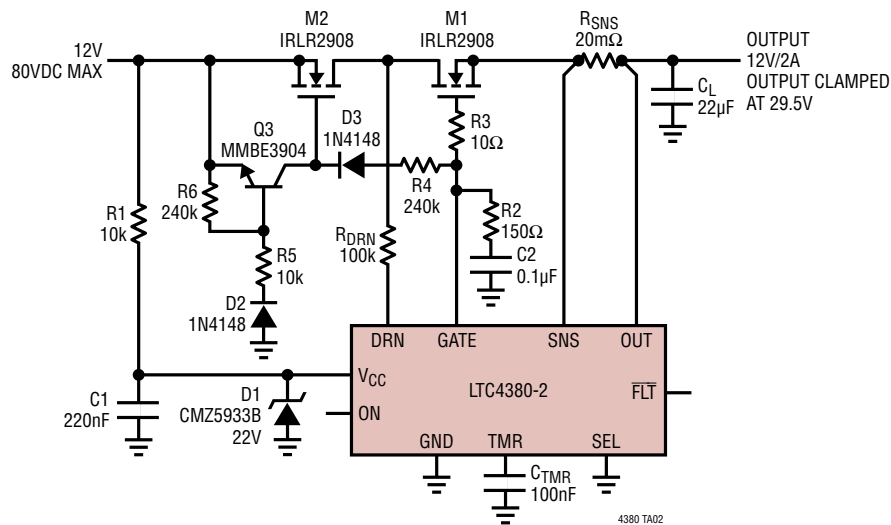 M2
IRLR2908
M1
IRLR2908
RSNS
20mΩ
12V
80VDC MAX
OUTPUT
12V/2A
OUTPUT CLAMPED
AT 29.5V
CL
22µF
Q3
MMBE3904
D3
1N4148
R3
10Ω
R4
240k
R6
240k
R1
10k
R2
150Ω
RDRN
100k
R5
10k
C2
0.1µF
D2
1N4148
DRN
GATE
SNS
OUT
VCC
LTC4380-2
FLT
ON
C1
220nF
D1
CMZ5933B
22V
GND
TMR
SEL
CTMR
100nF
4380 TA02